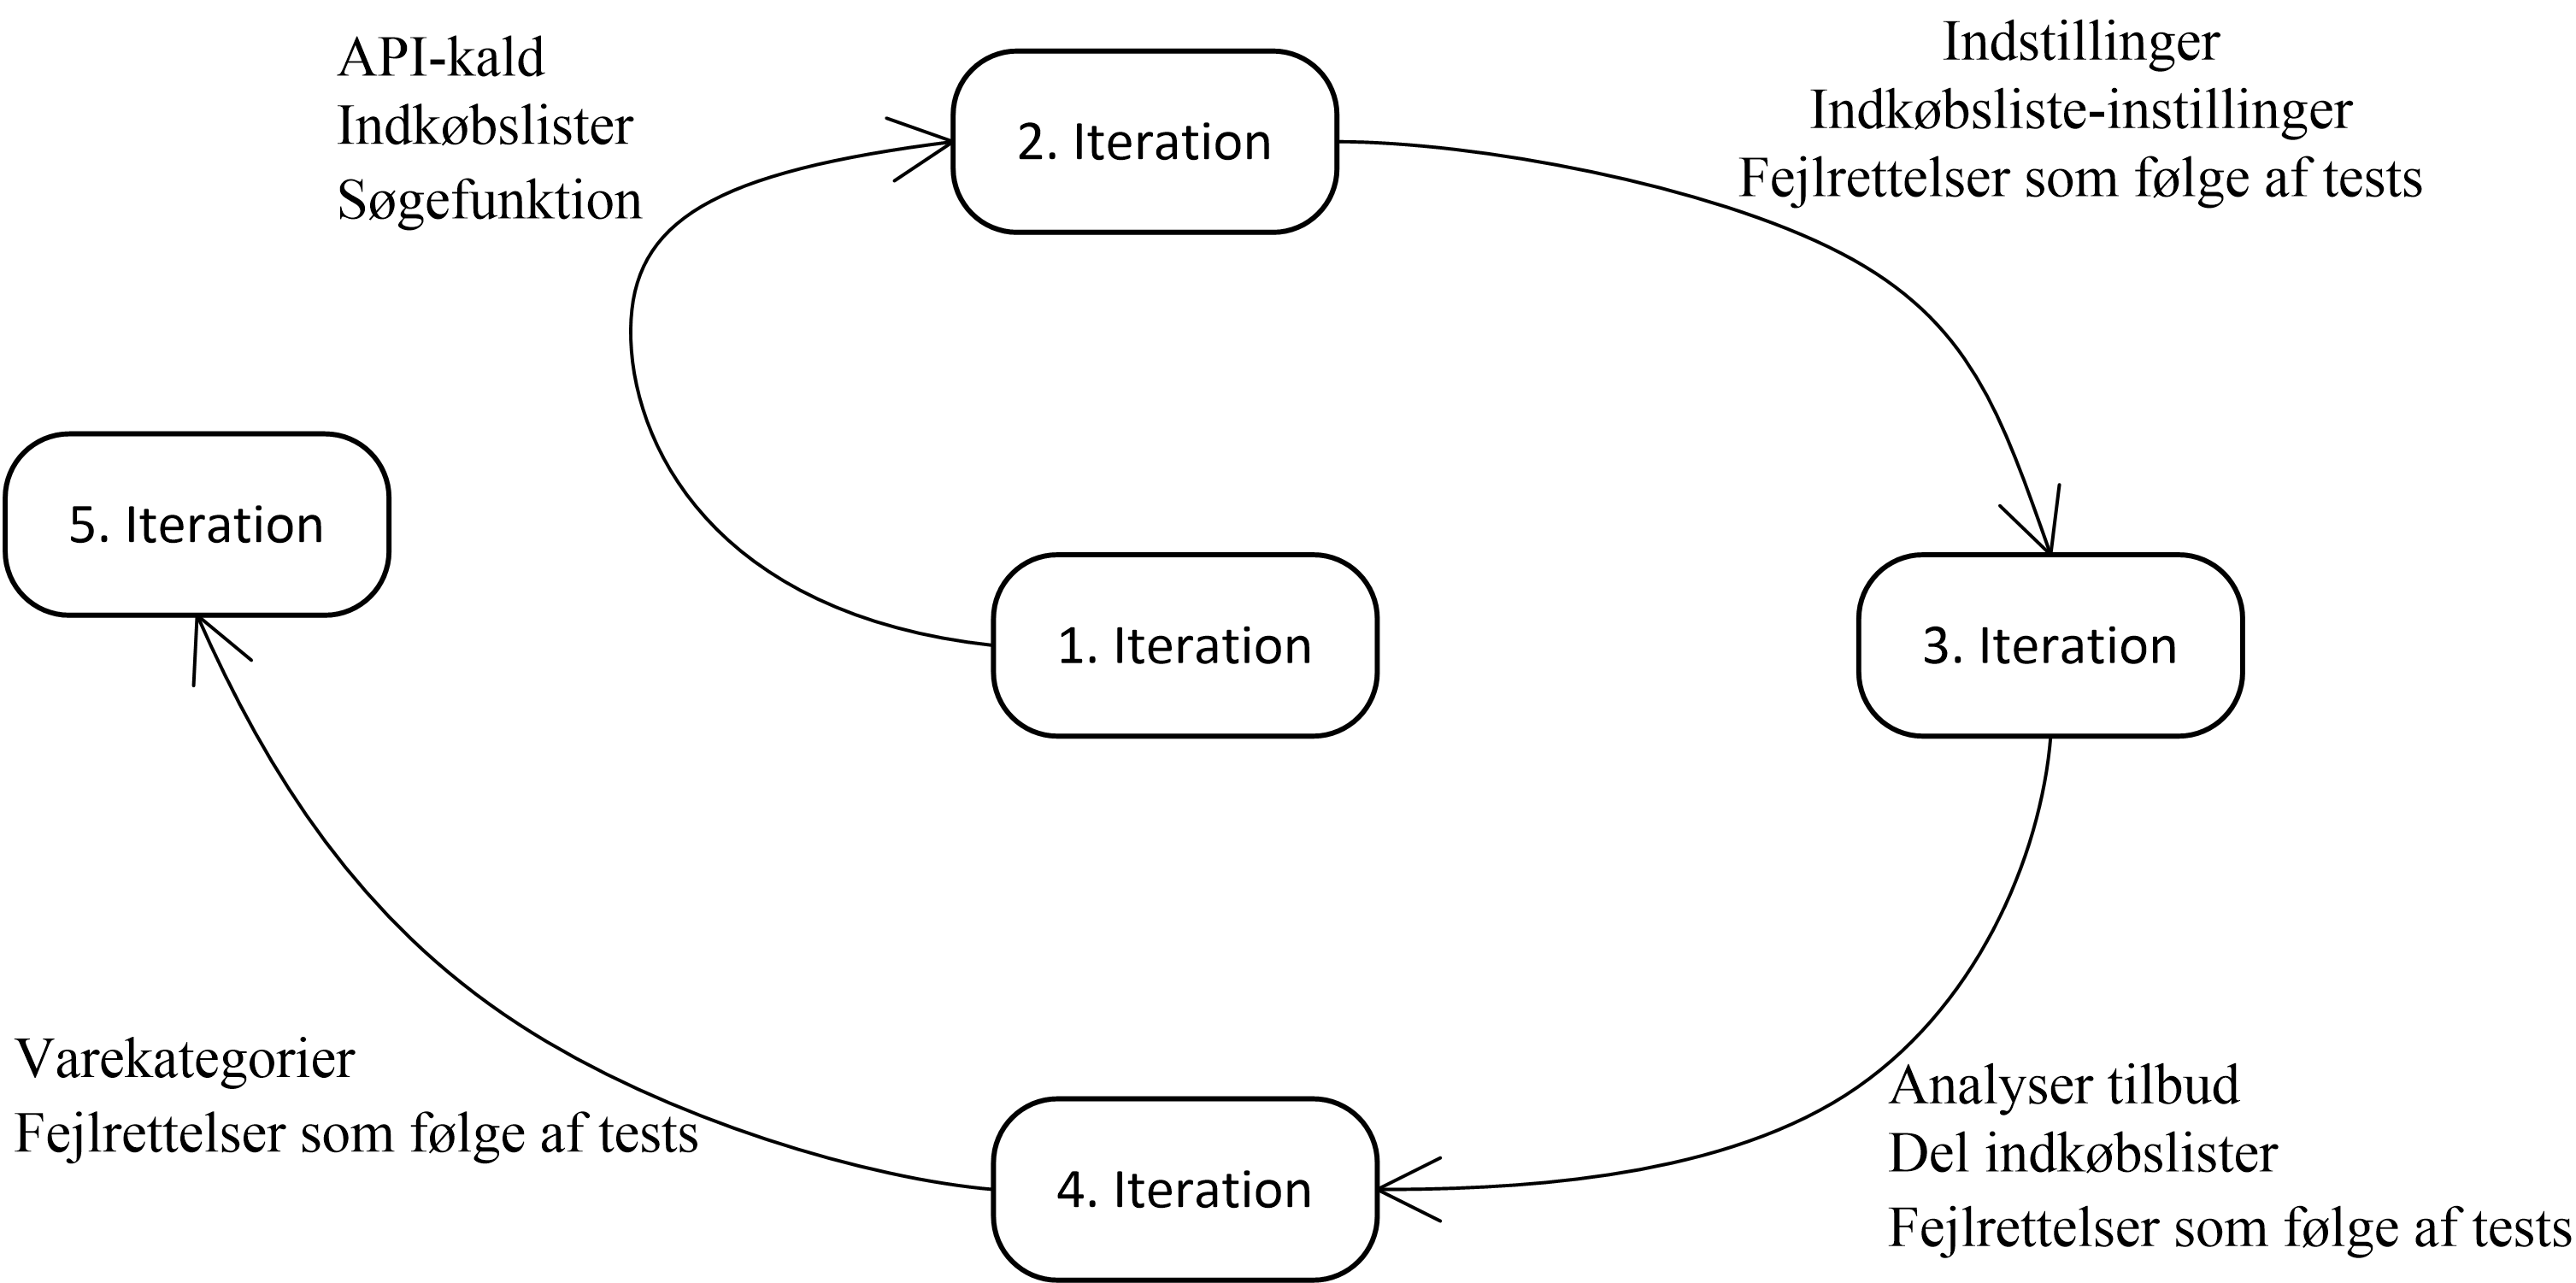 API-kald
Indkøbslister
Søgefunktion
2. Iteration
Indstillinger
Indkøbsliste-instillinger
Fejlrettelser som følge af tests
5. Iteration
1. Iteration
3. Iteration
Varekategorier
Fejlrettelser som følge af tests
4. Iteration
Analyser tilbud
Del indkøbslister
Fejlrettelser som følge af tests